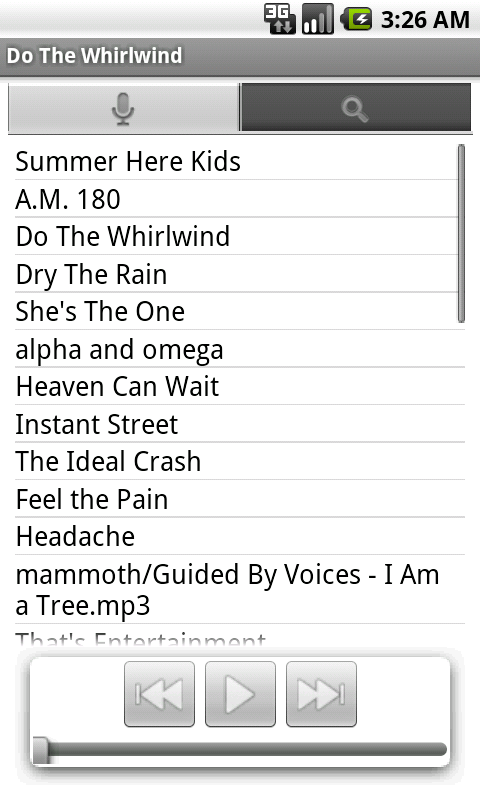 3G
3:26 AM
Do The Whirlwind
Summer Here Kids
A.M. 180
Do The Whirlwind
Dry The Rain
She's The One
alpha and omega
Heaven Can Wait
Instant Street
The Ideal Crash
Feel the Pain
Headache
mammoth/Guided By Voices - I Am
a Tree.mp3
That's Entertainment